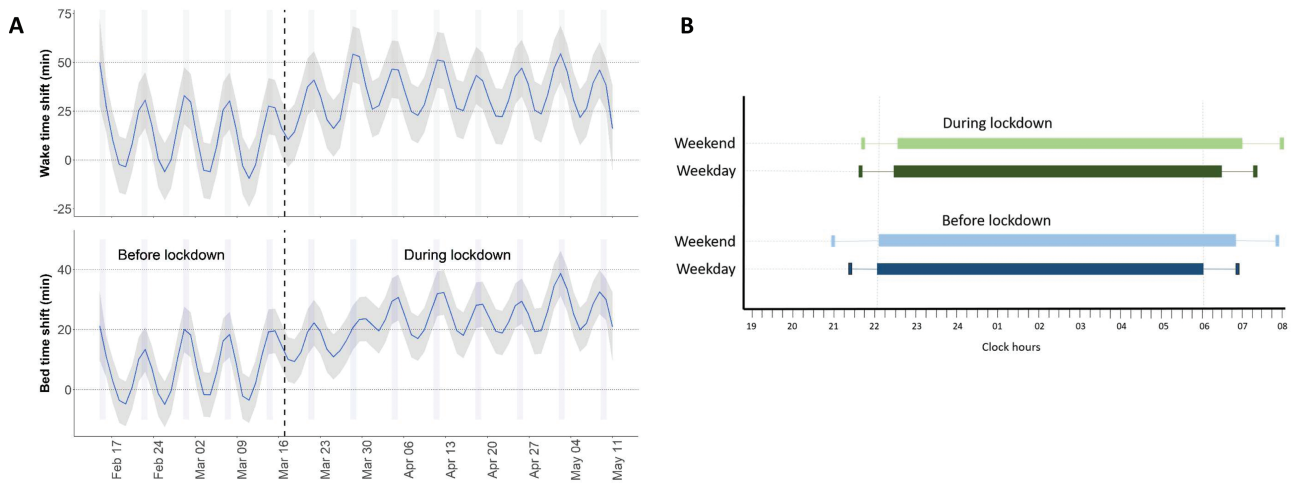 A
Wake time shift (min)
75
50
25
0
-25
Bed time shift (min)
Before lockdown
During lockdown
40
20
0
Feb 17
Feb 24
Mar 02
Mar 09
Mar 16
Mar 23
Mar 30
Apr 06
Apr 13
Apr 20
Apr 27
May 04
May 11
B
During lockdown
Weekend
Weekday
Before lockdown
Weekend
Weekday
19 20 21 22 23 24 01 02 03 04 05 06 07 08
Clock hours